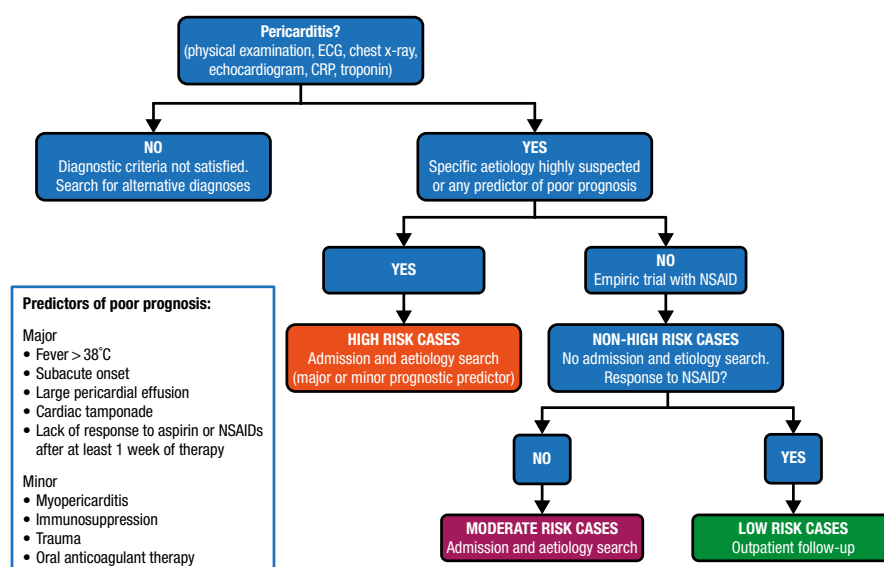 Pericarditis?
(physical examination, ECG, chest x-ray,
echocardiogram, CRP, troponin)
NO
Diagnostic criteria not satisfied.
Search for alternative diagnoses
YES
Specific aetiology highly suspected
or any predictor of poor prognosis
YES
NO
Empiric trial with NSAID
HIGH RISK CASES
Admission and aetiology search
(major or minor prognostic predictor)
NON-HIGH RISK CASES
No admission and etiology search.
Response to NSAID?
NO
YES
MODERATE RISK CASES
Admission and aetiology search
LOW RISK CASES
Outpatient follow-up
Predictors of poor prognosis:
Major
• Fever > 38°C
• Subacute onset
• Large pericardial effusion
• Cardiac tamponade
• Lack of response to aspirin or NSAIDs
after at least 1 week of therapy
Minor
• Myopericarditis
• Immunosuppression
• Trauma
• Oral anticoagulant therapy